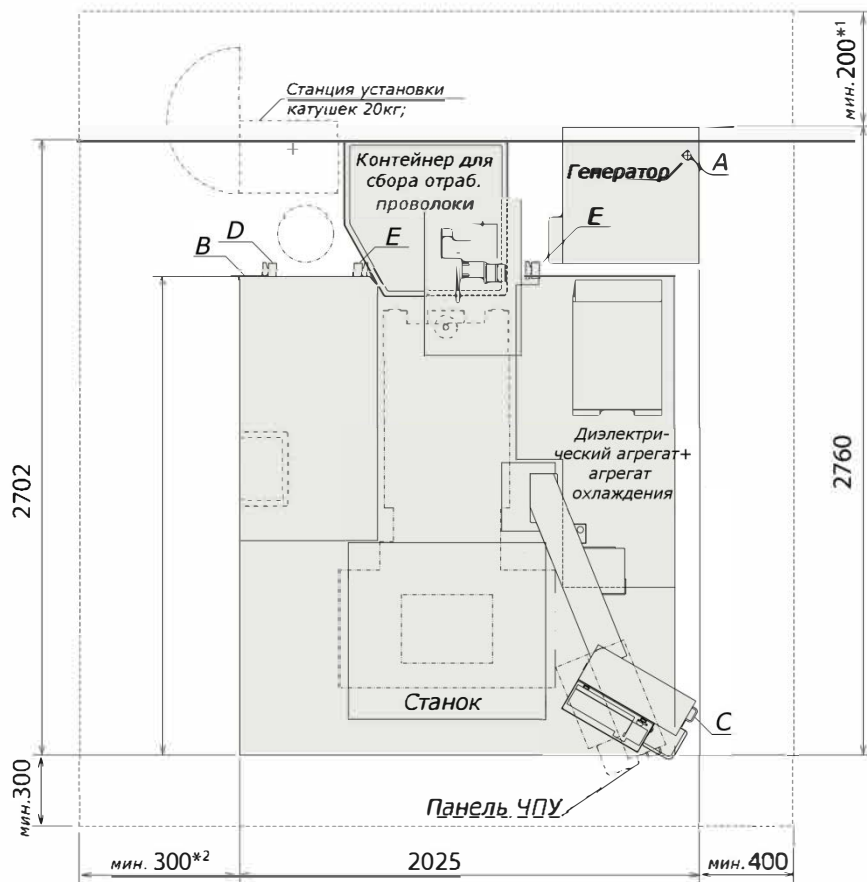 мин. 200*¹
Станция установки
катушек 20кг;
Контейнер для
сбора отраб.
проволоки
Генератор
A
D
B
E
E
2702
2760
Диэлектри-
ческий агрегат+
агрегат
охлаждения
Станок
C
Панель ЧПУ
мин.300
мин. 300*²
2025
мин. 400